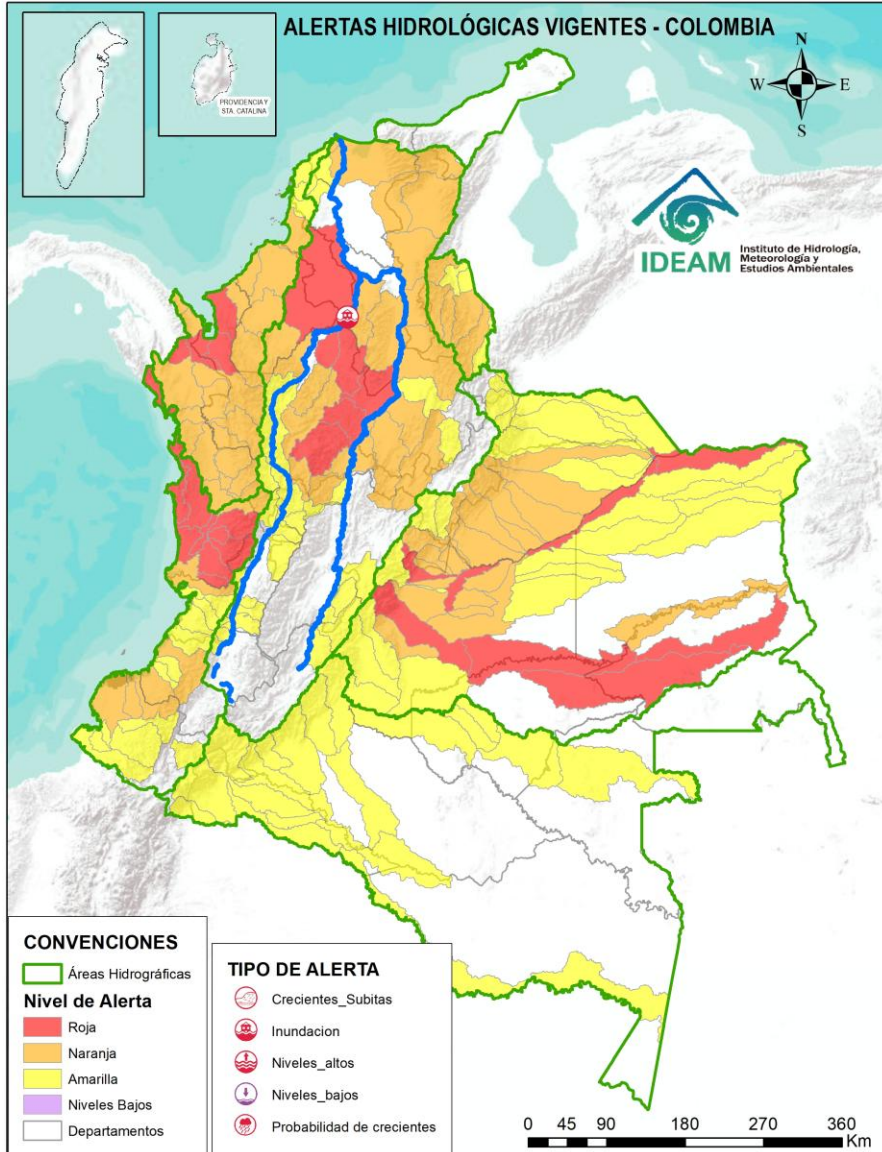 ALERTAS HIDROLÓGICAS VIGENTES - COLOMBIA
PROVIDENCIA Y
STA. CATALINA
N
W
E
S
IDEAM
Instituto de Hidrología,
Meteorología y
Estudios Ambientales
CONVENCIONES
Áreas Hidrográficas
Nivel de Alerta
Roja
Naranja
Amarilla
Niveles Bajos
Departamentos
TIPO DE ALERTA
Crecientes_Subitas
Inundacion
Niveles_altos
Niveles_bajos
Probabilidad de crecientes
0 45 90 180 270 360
Km